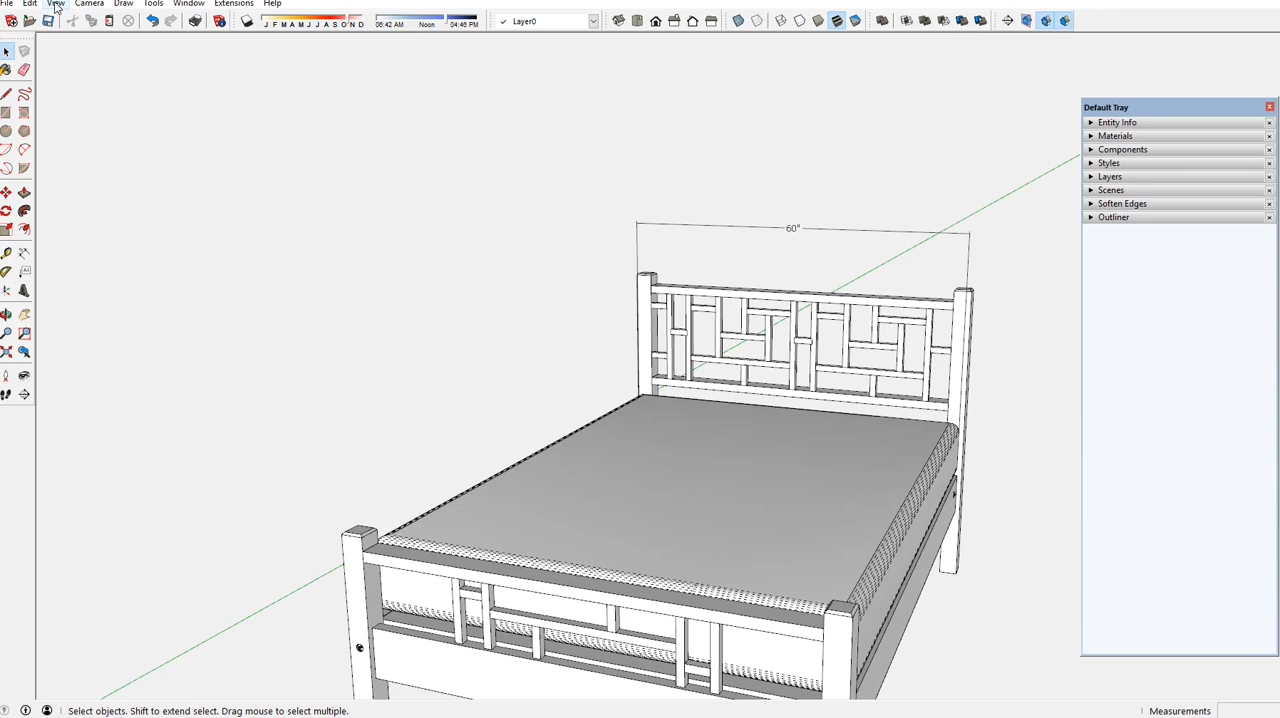 File Edit View Camera Draw Tools Window Extensions Help
J F M A M J J A S O N D 06:42 AM Noon 04:46 PM ✓ Layer0
AI
Default Tray
Entity Info
Materials
Components
Styles
Layers
Scenes
Soften Edges
Outliner
60"
Select objects. Shift to extend select. Drag mouse to select multiple. Measurements